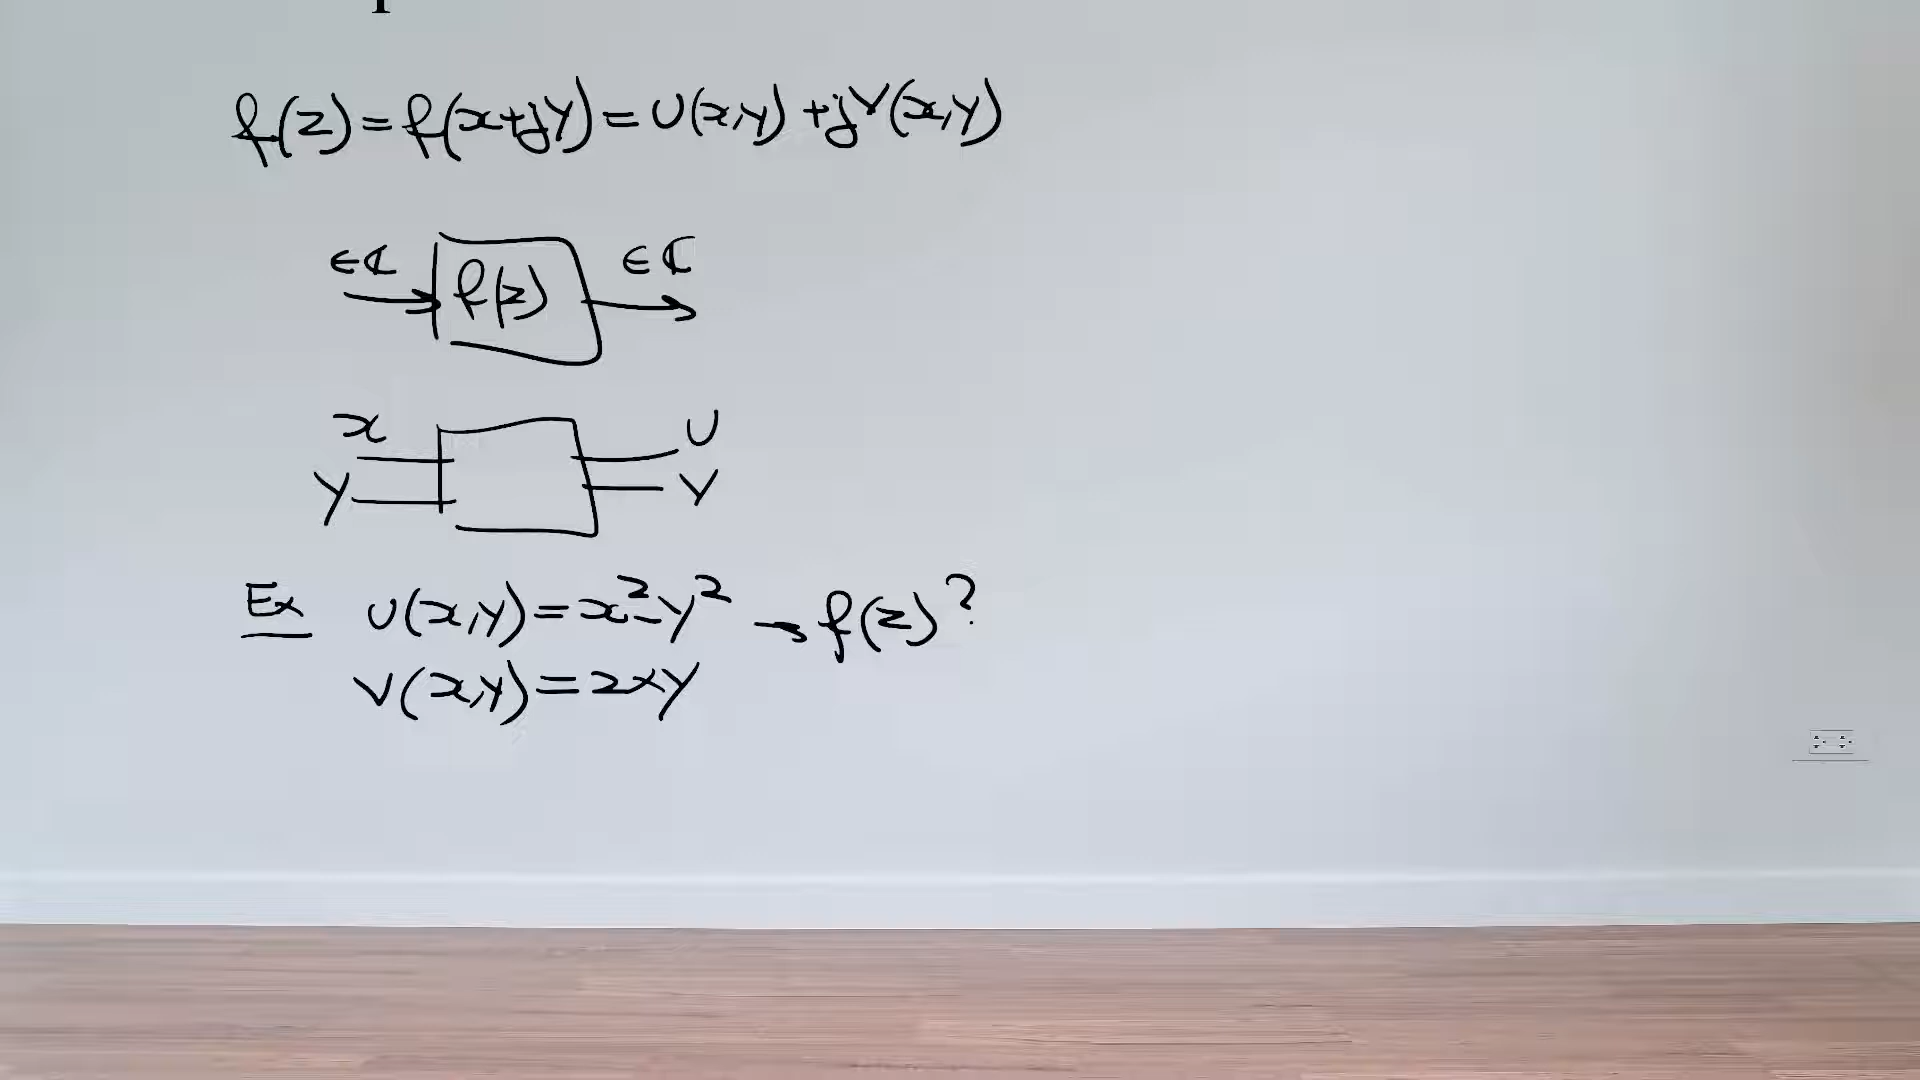 f(z)=f(x+jy)=U(x,y)+jV(x,y)
∈ℂ f(z) ∈ℂ
x U
y V
Ex U(x,y)=x²-y² → f(z)?
V(x,y)=2xy